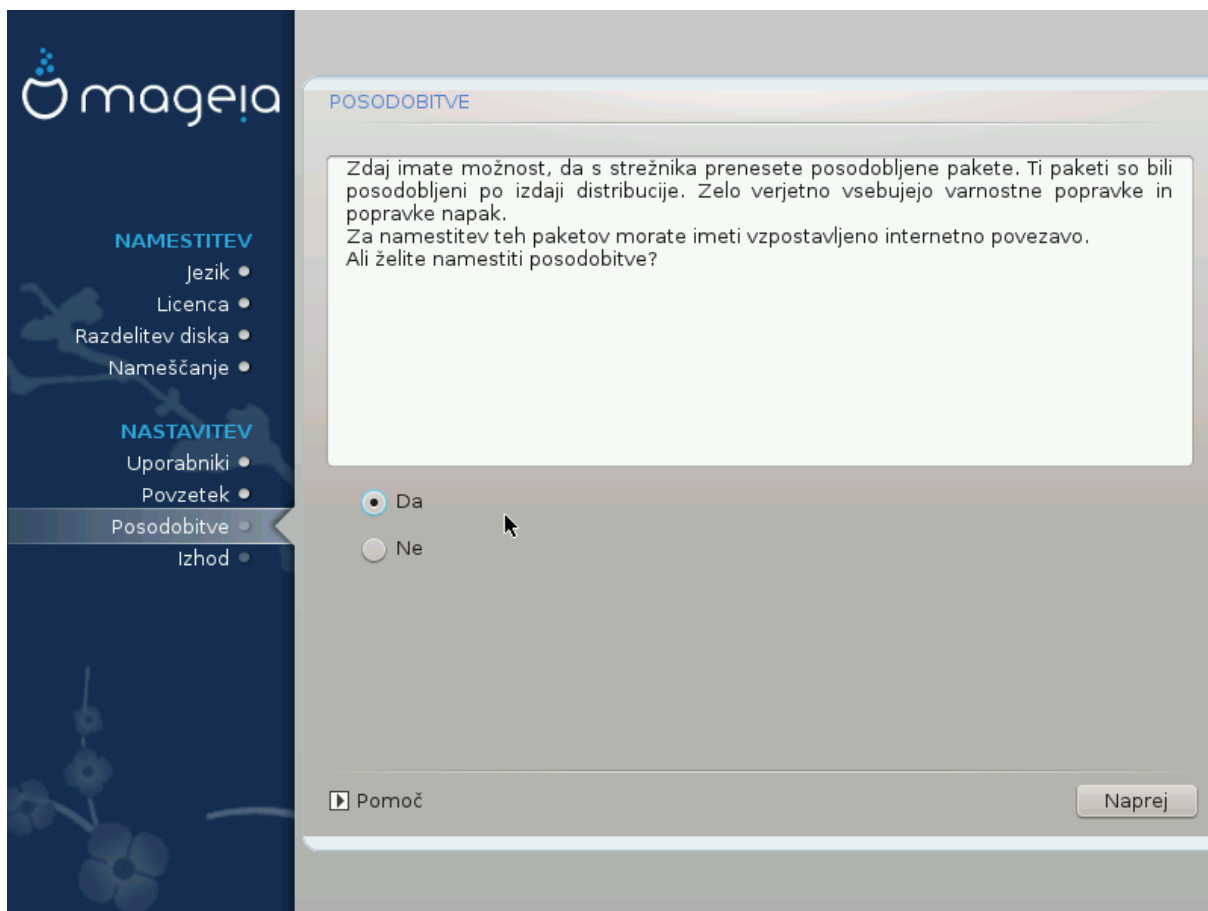 mageia
NAMESTITEV
Jezik
Licenca
Razdelitev diska
Nameščanje
NASTAVITEV
Uporabniki
Povzetek
Posodobitve
Izhod
POSODOBITVE
Zdaj imate možnost, da s strežnika prenesete posodobljene pakete. Ti paketi so bili
posodobljeni po izdaji distribucije. Zelo verjetno vsebujejo varnostne popravke in
popravke napak.
Za namestitev teh paketov morate imeti vzpostavljeno internetno povezavo.
Ali želite namestiti posodobitve?
Da
Ne
Pomoč
Naprej